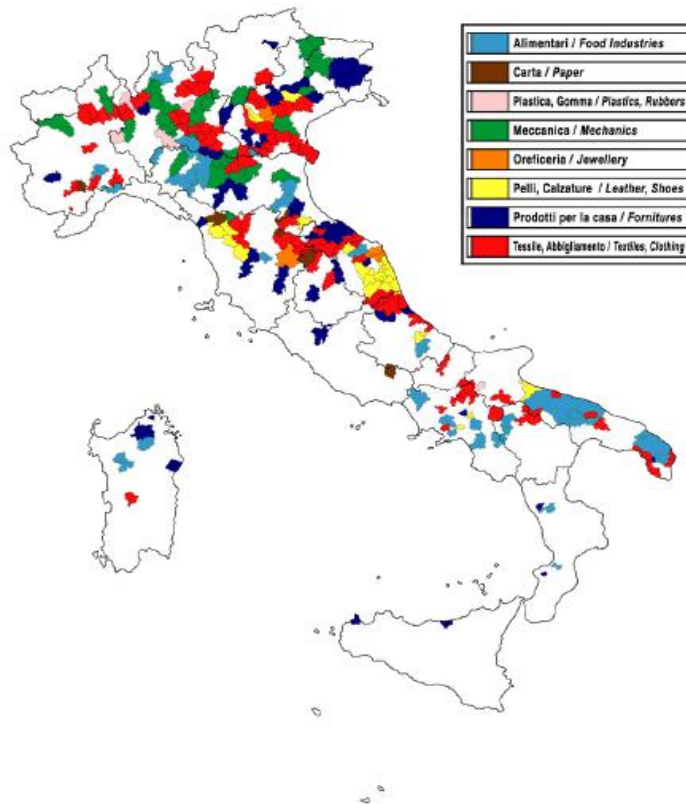 Alimentari / Food Industries
Carta / Paper
Plastica, Gomma / Plastics, Rubbers
Meccanica / Mechanics
Oreficeria / Jewellery
Pelli, Calzature / Leather, Shoes
Prodotti per la casa / Fornitures
Tessile, Abbigliamento / Textiles, Clothing